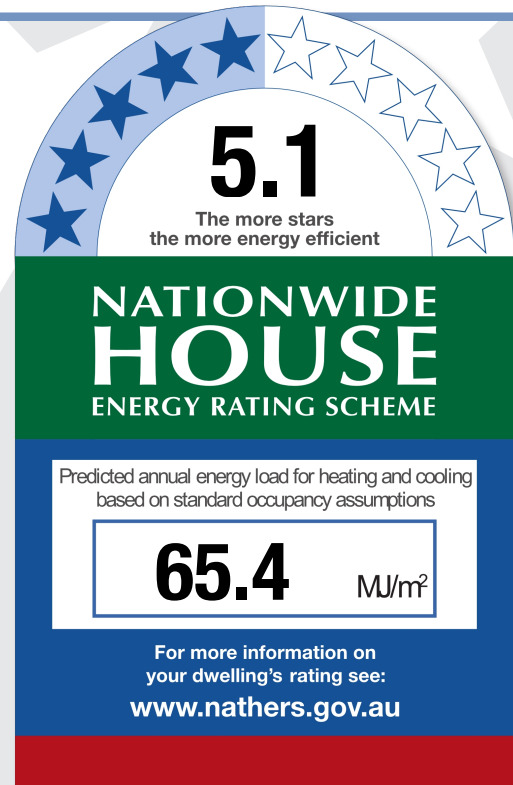 5.1
The more stars
the more energy efficient
NATIONWIDE
HOUSE
ENERGY RATING SCHEME
Predicted annual energy load for heating and cooling
based on standard occupancy assumptions
65.4 MJ/m²
For more information on
your dwelling's rating see:
www.nathers.gov.au